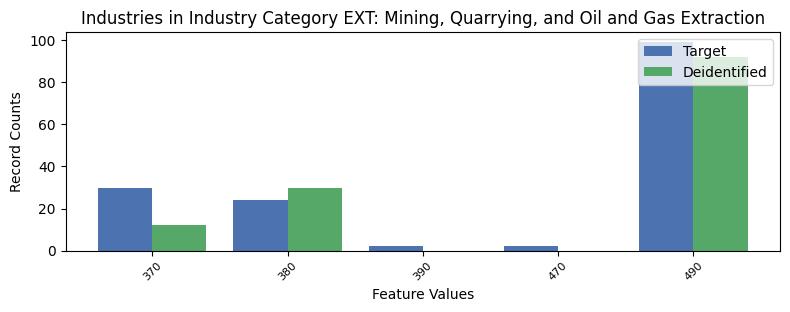 Industries in Industry Category EXT: Mining, Quarrying, and Oil and Gas Extraction
Record Counts
100
80
60
40
20
0
Target
Deidentified
370
380
390
470
490
Feature Values